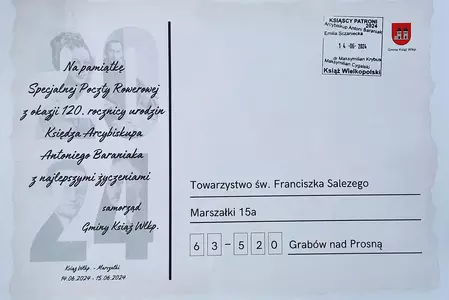 Na pamiątkę
Specjalnej Poczty Rowerowej
z okazji 120. rocznicy urodzin
Księdza Arcybiskupa
Antoniego Baraniaka
z najlepszymi życzeniami
samorząd
Gminy Książ Wlkp.
Książ Wlkp. - Marszałki
14.06.2024 - 15.06.2024
KSIĄSCY PATRONI
2024
Arcybiskup Antoni Baraniak
Emilia Sczaniecka
14 -06- 2024
dr Maksymilian Krybus
Maksymilian Cygalski
Książ Wielkopolski
Gmina Książ Wlkp.
Towarzystwo św. Franciszka Salezego
Marszałki 15a
63-520 Grabów nad Prosną
2024